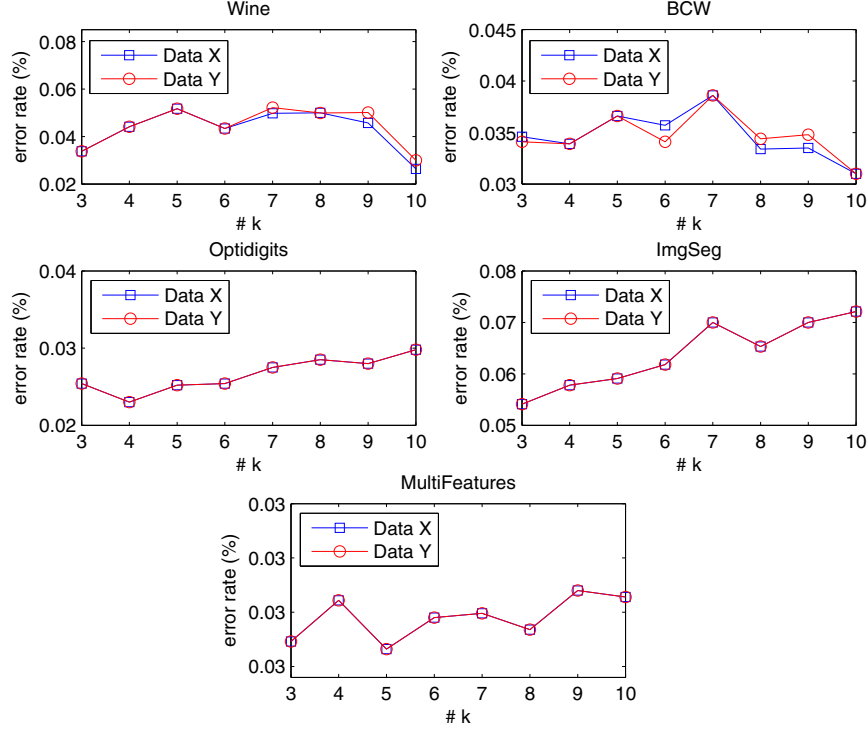 Wine
error rate (%)
0.08
0.06
0.04
0.02
Data X
Data Y
3 4 5 6 7 8 9 10
# k
BCW
error rate (%)
0.045
0.04
0.035
0.03
Data X
Data Y
3 4 5 6 7 8 9 10
# k
Optidigits
error rate (%)
0.04
0.03
0.02
Data X
Data Y
3 4 5 6 7 8 9 10
# k
ImgSeg
error rate (%)
0.08
0.07
0.06
0.05
Data X
Data Y
3 4 5 6 7 8 9 10
# k
MultiFeatures
error rate (%)
0.03
0.03
0.03
0.03
Data X
Data Y
3 4 5 6 7 8 9 10
# k